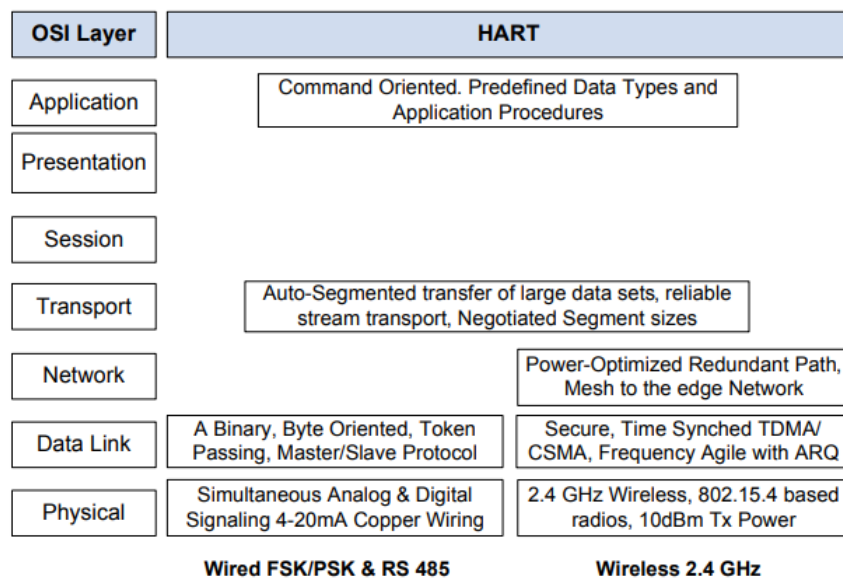 OSI Layer
HART
Application
Command Oriented. Predefined Data Types and
Application Procedures
Presentation
Session
Transport
Auto-Segmented transfer of large data sets, reliable
stream transport, Negotiated Segment sizes
Network
Power-Optimized Redundant Path,
Mesh to the edge Network
Data Link
A Binary, Byte Oriented, Token
Passing, Master/Slave Protocol
Secure, Time Synched TDMA/
CSMA, Frequency Agile with ARQ
Physical
Simultaneous Analog & Digital
Signaling 4-20mA Copper Wiring
2.4 GHz Wireless, 802.15.4 based
radios, 10dBm Tx Power
Wired FSK/PSK & RS 485
Wireless 2.4 GHz